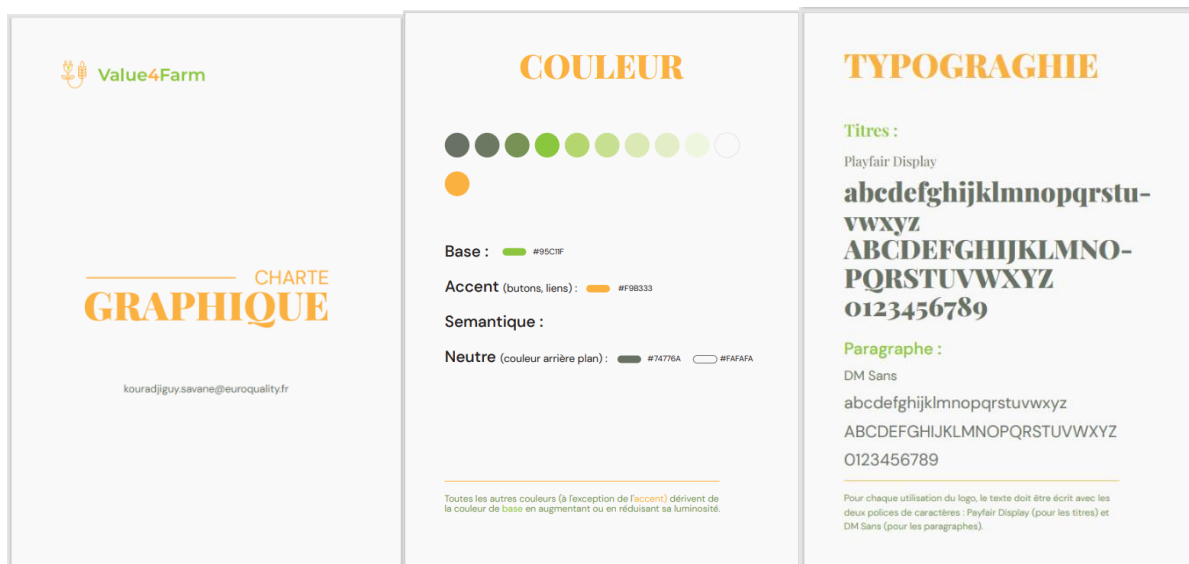 Value4Farm
CHARTE
GRAPHIQUE
kouradjiguy.savane@euroquality.fr
COULEUR
Base : #95C11F
Accent (butons, liens) : #F9B333
Semantique :
Neutre (couleur arrière plan) : #74776A #FAFAFA
Toutes les autres couleurs (à l'exception de l'accent) dérivent de
la couleur de base en augmentant ou en réduisant sa luminosité.
TYPOGRAGHIE
Titres :
Playfair Display
abcdefghijklmnopqrstu-
vwxyz
ABCDEFGHIJKLMNO-
PQRSTUVWXYZ
0123456789
Paragraphe :
DM Sans
abcdefghijklmnopqrstuvwxyz
ABCDEFGHIJKLMNOPQRSTUVWXYZ
0123456789
Pour chaque utilisation du logo, le texte doit être écrit avec les
deux polices de caractères : Payfair Display (pour les titres) et
DM Sans (pour les paragraphes).